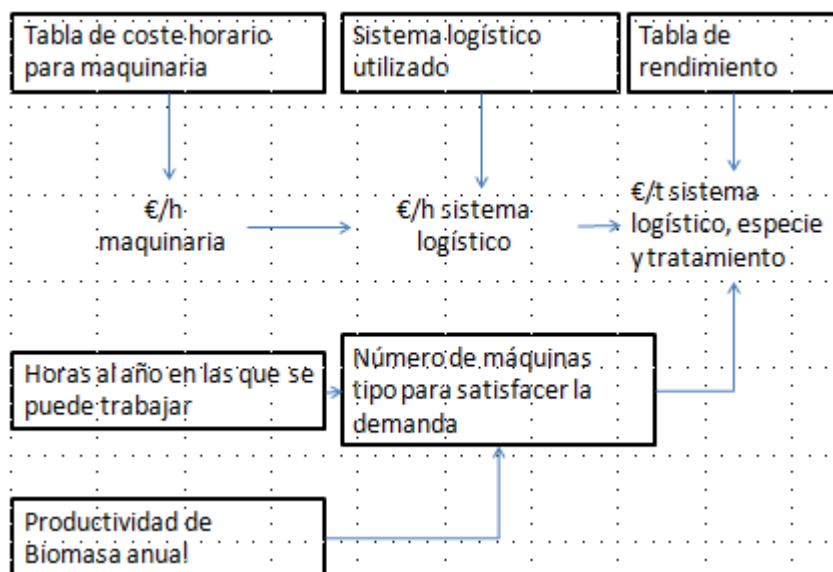 Tabla de coste horario
para maquinaria
Sistema logístico
utilizado
Tabla de
rendimiento
€/h
maquinaria
€/h sistema
logístico
€/t sistema
logístico, especie
y tratamiento
Horas al año en las que se
puede trabajar
Número de máquinas
tipo para satisfacer la
demanda
Productividad de
Biomasa anual